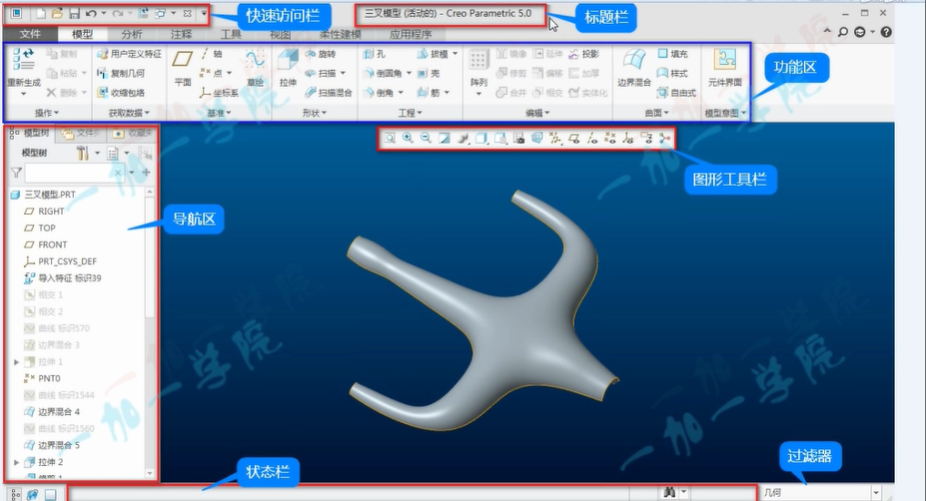 快速访问栏
三叉模型 (活动的) - Creo Parametric 5.0
标题栏
文件 模型 分析 注释 工具 视图 柔性建模 应用程序
重新生成
复制
粘贴
删除
操作
用户定义特征
复制几何
收缩包络
获取数据
平面
轴
点
坐标系
基准
草绘
拉伸
旋转
扫描
扫描混合
形状
孔
倒圆角
倒角
拔模
壳
筋
工程
阵列
镜像 延伸 投影
修剪 偏移 加厚
合并 相交 实体化
编辑
边界混合
填充
样式
自由式
曲面
元件界面
模型意图
功能区
模型树 文件 收藏夹
模型树
图形工具栏
三叉模型.PRT
RIGHT
TOP
FRONT
PRT_CSYS_DEF
导入特征 标识39
相交 1
相交 2
曲线 标识570
边界混合 3
拉伸 1
PNT0
曲线 标识1544
边界混合 4
曲线 标识1560
边界混合 5
拉伸 2
导航区
状态栏
过滤器
几何
一加一学院
一加一学院